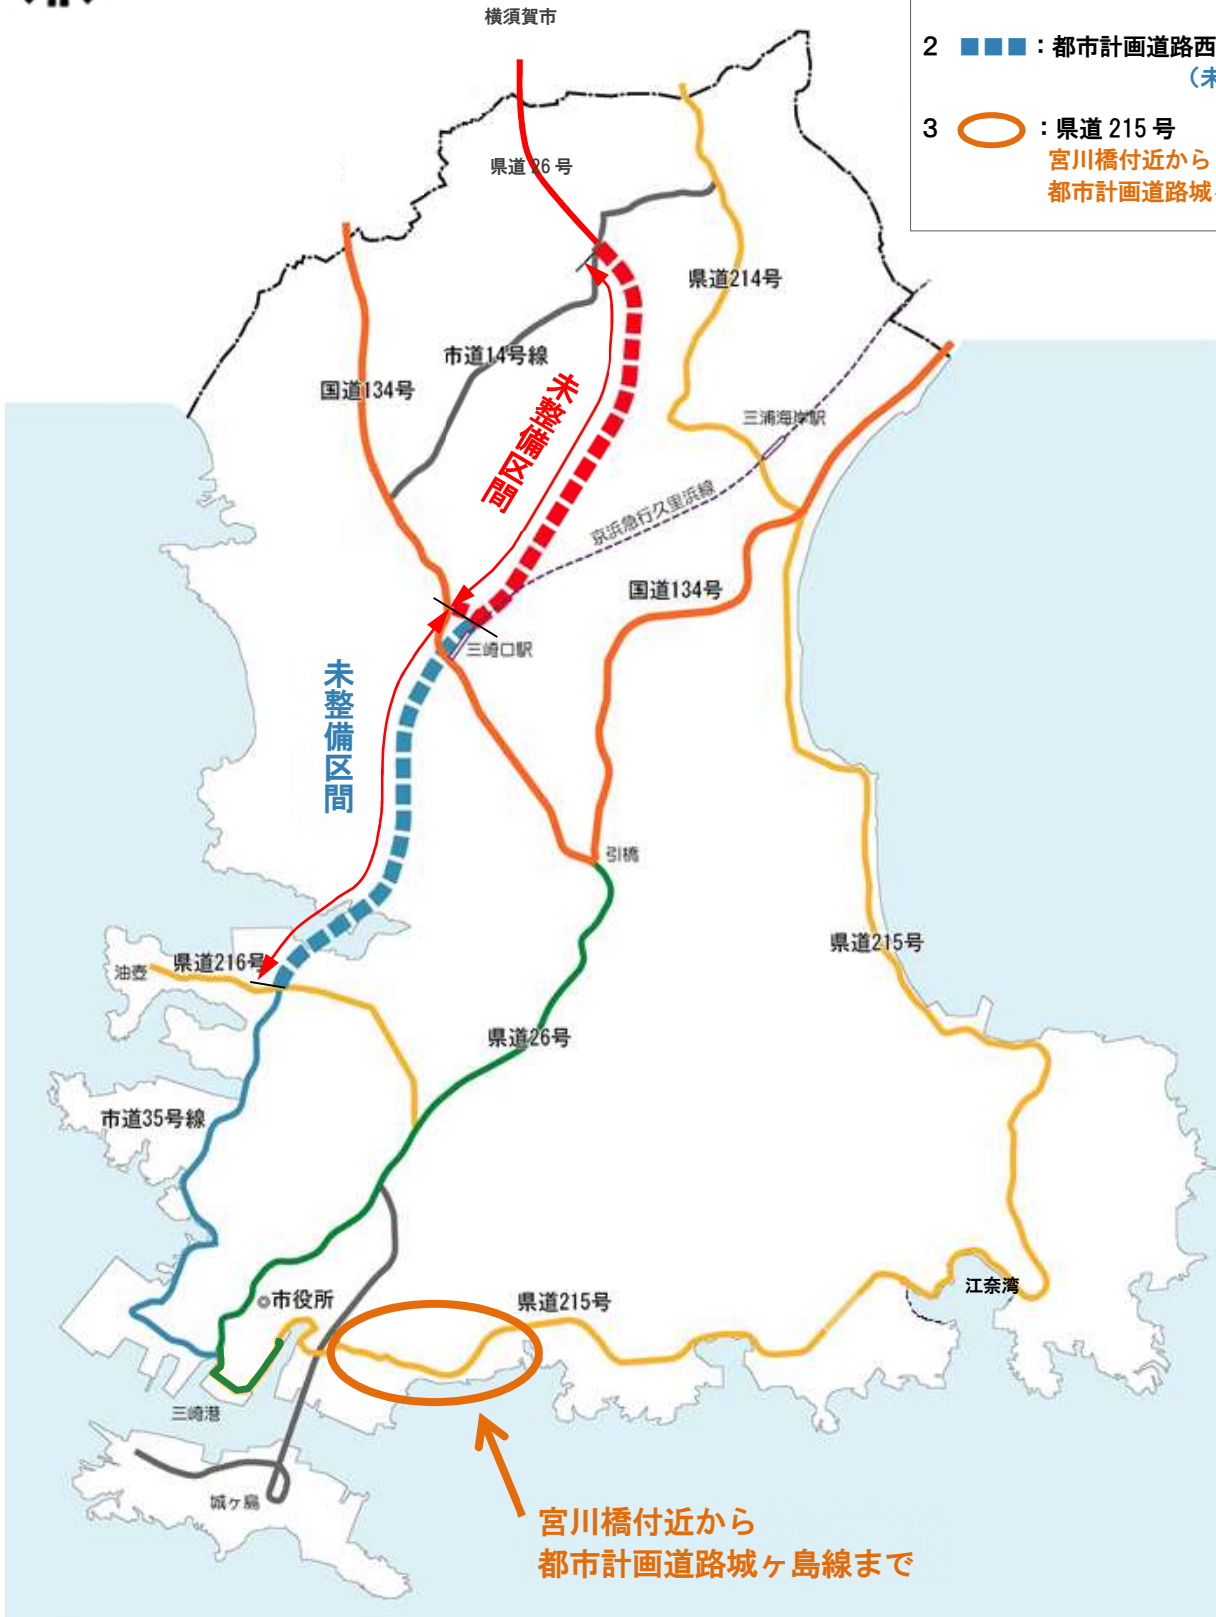 横須賀市
2 ■■■:都市計画道路西
(未
3 :県道 215 号
宮川橋付近から
都市計画道路城
県道 26 号
県道214号
市道14号線
国道134号
未整備区間
三浦海岸駅
京浜急行久里浜線
国道134号
三崎口駅
未整備区間
引橋
県道215号
油壺
県道216号
県道26号
市道35号線
江奈湾
◎市役所
県道215号
三崎港
城ヶ島
宮川橋付近から
都市計画道路城ヶ島線まで